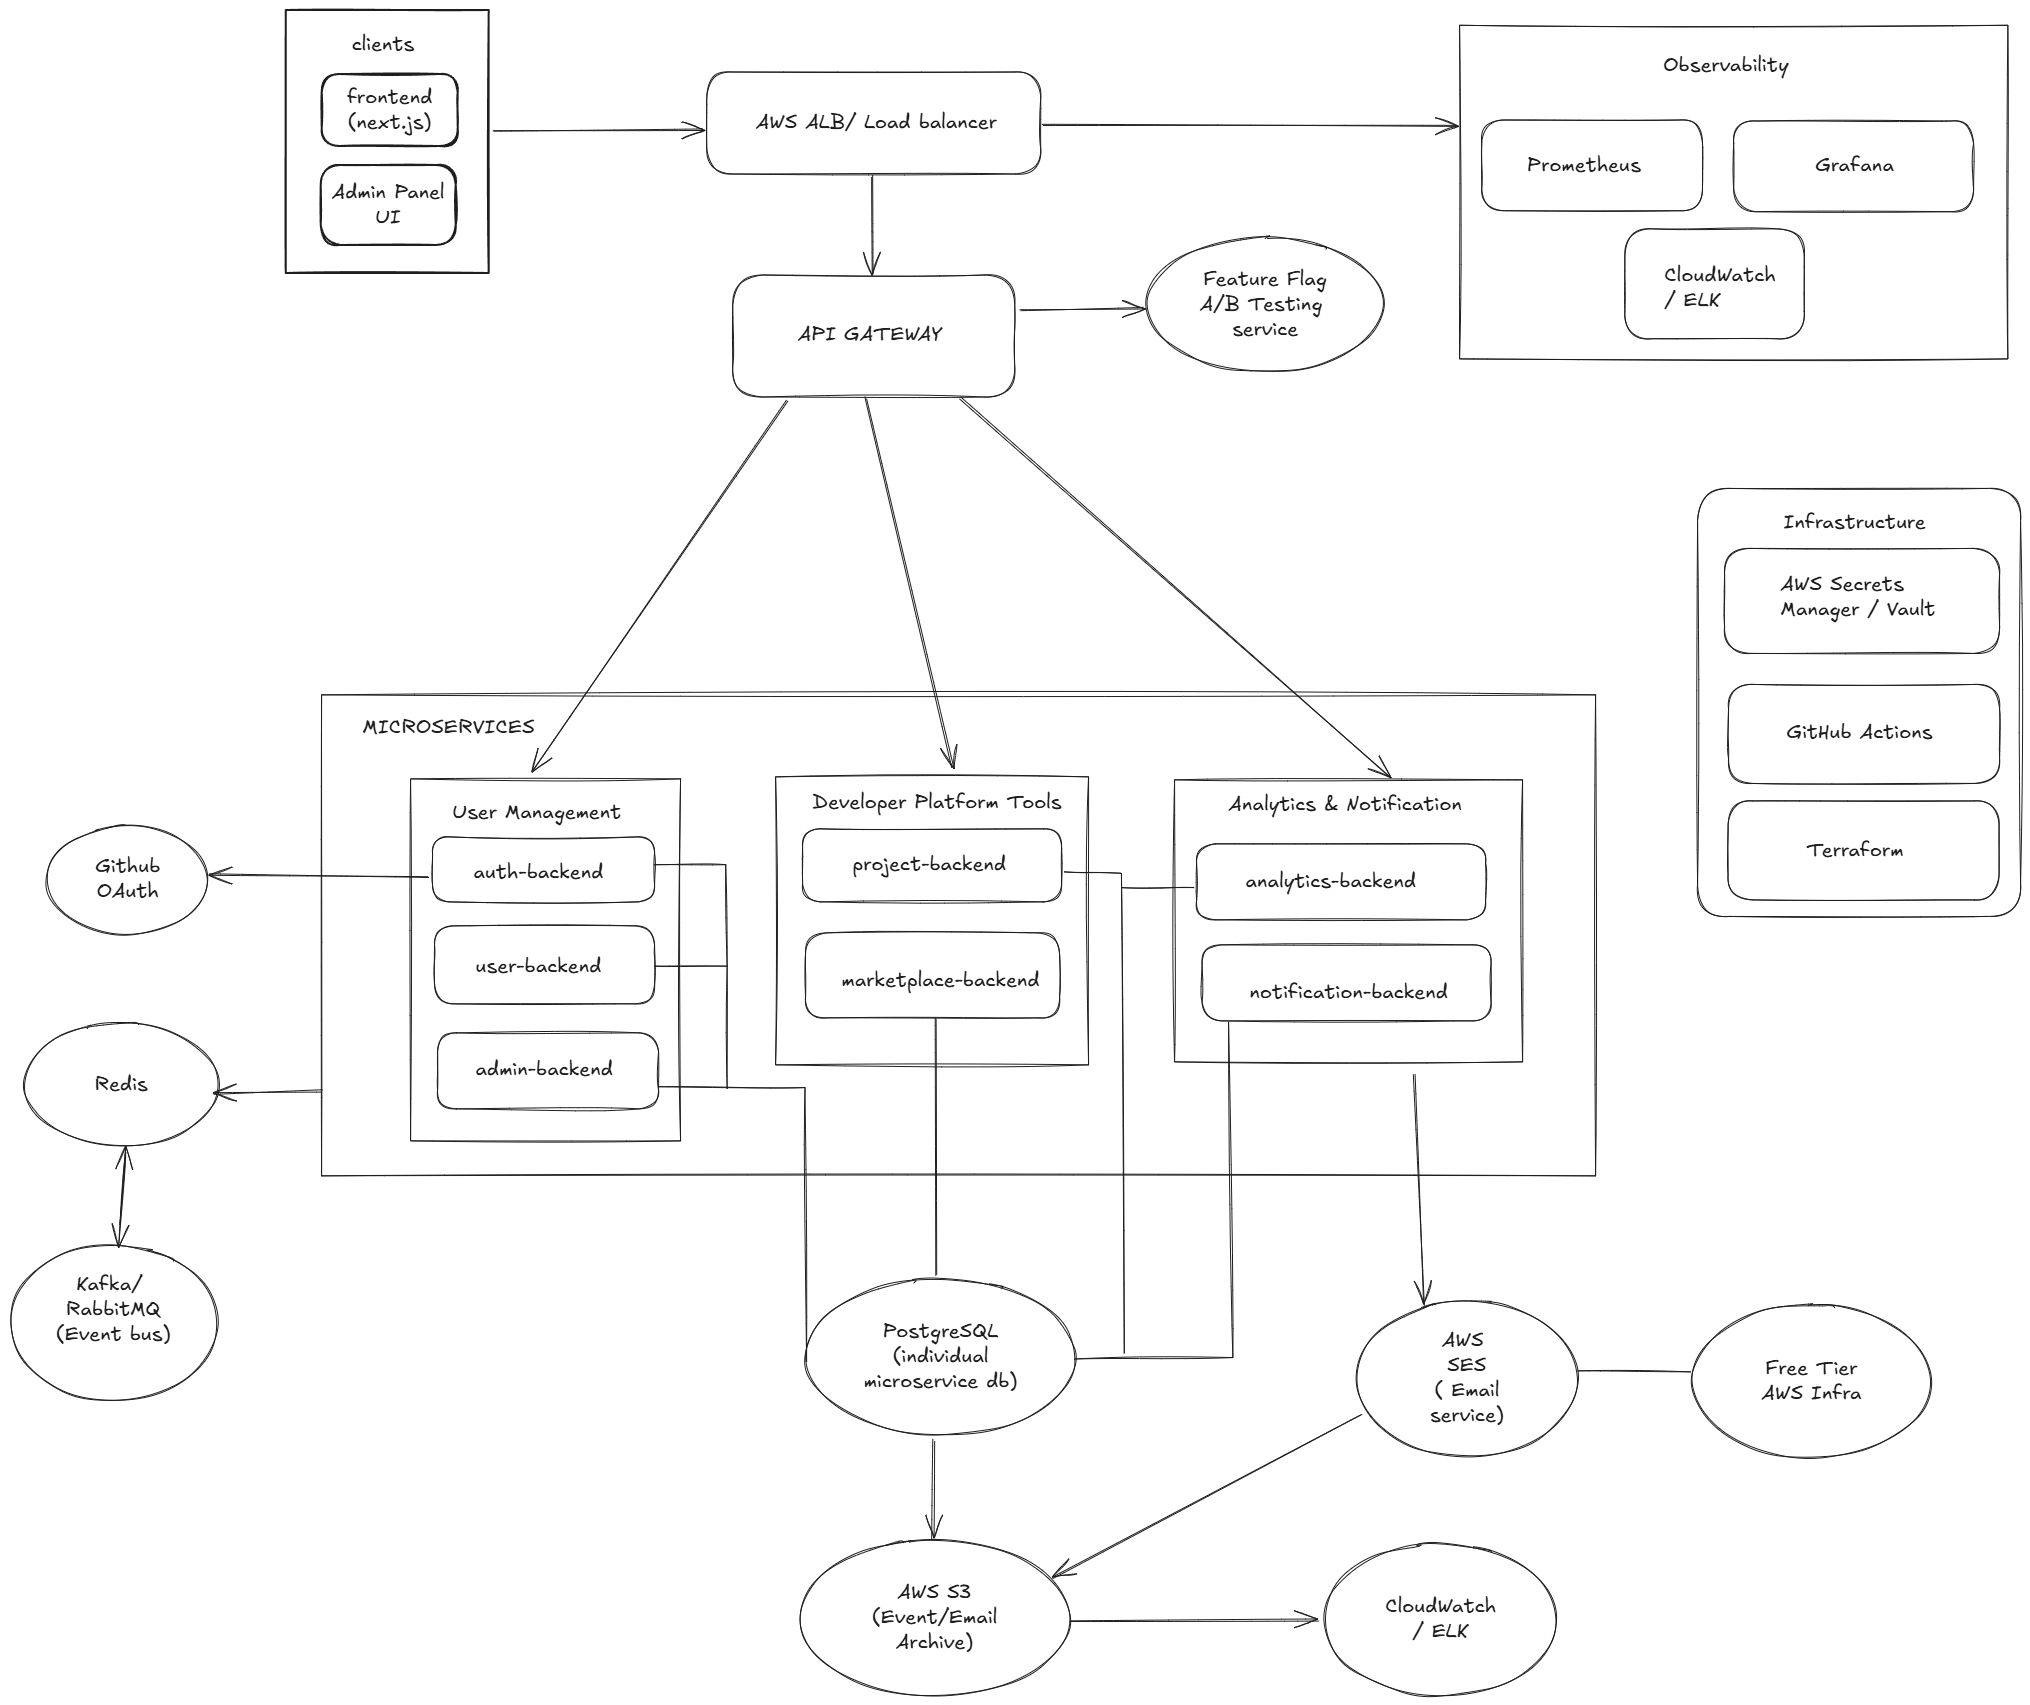 clients
frontend
(next.js)
Admin Panel
UI
AWS ALB/ Load balancer
Observability
Prometheus
Grafana
CloudWatch
/ ELK
API GATEWAY
Feature Flag
A/B Testing
service
Infrastructure
AWS Secrets
Manager / Vault
GitHub Actions
Terraform
MICROSERVICES
User Management
auth-backend
user-backend
admin-backend
Developer Platform Tools
project-backend
marketplace-backend
Analytics & Notification
analytics-backend
notification-backend
Github
OAuth
Redis
Kafka/
RabbitMQ
(Event bus)
PostgreSQL
(individual
microservice db)
AWS
SES
( Email
service)
Free Tier
AWS Infra
AWS S3
(Event/Email
Archive)
CloudWatch
/ ELK